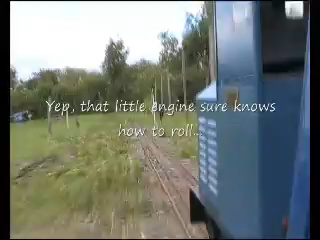 Yep, that little engine sure knows
how to roll..